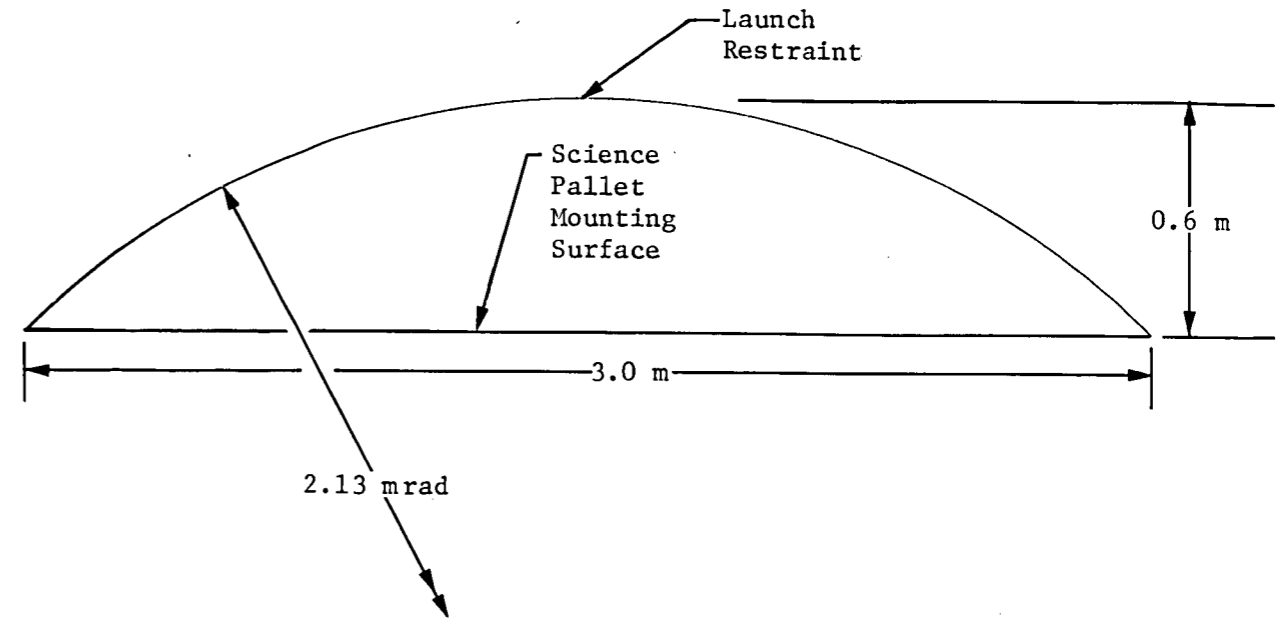 Launch
Restraint
Science
Pallet
Mounting
Surface
0.6 m
3.0 m
2.13 mrad